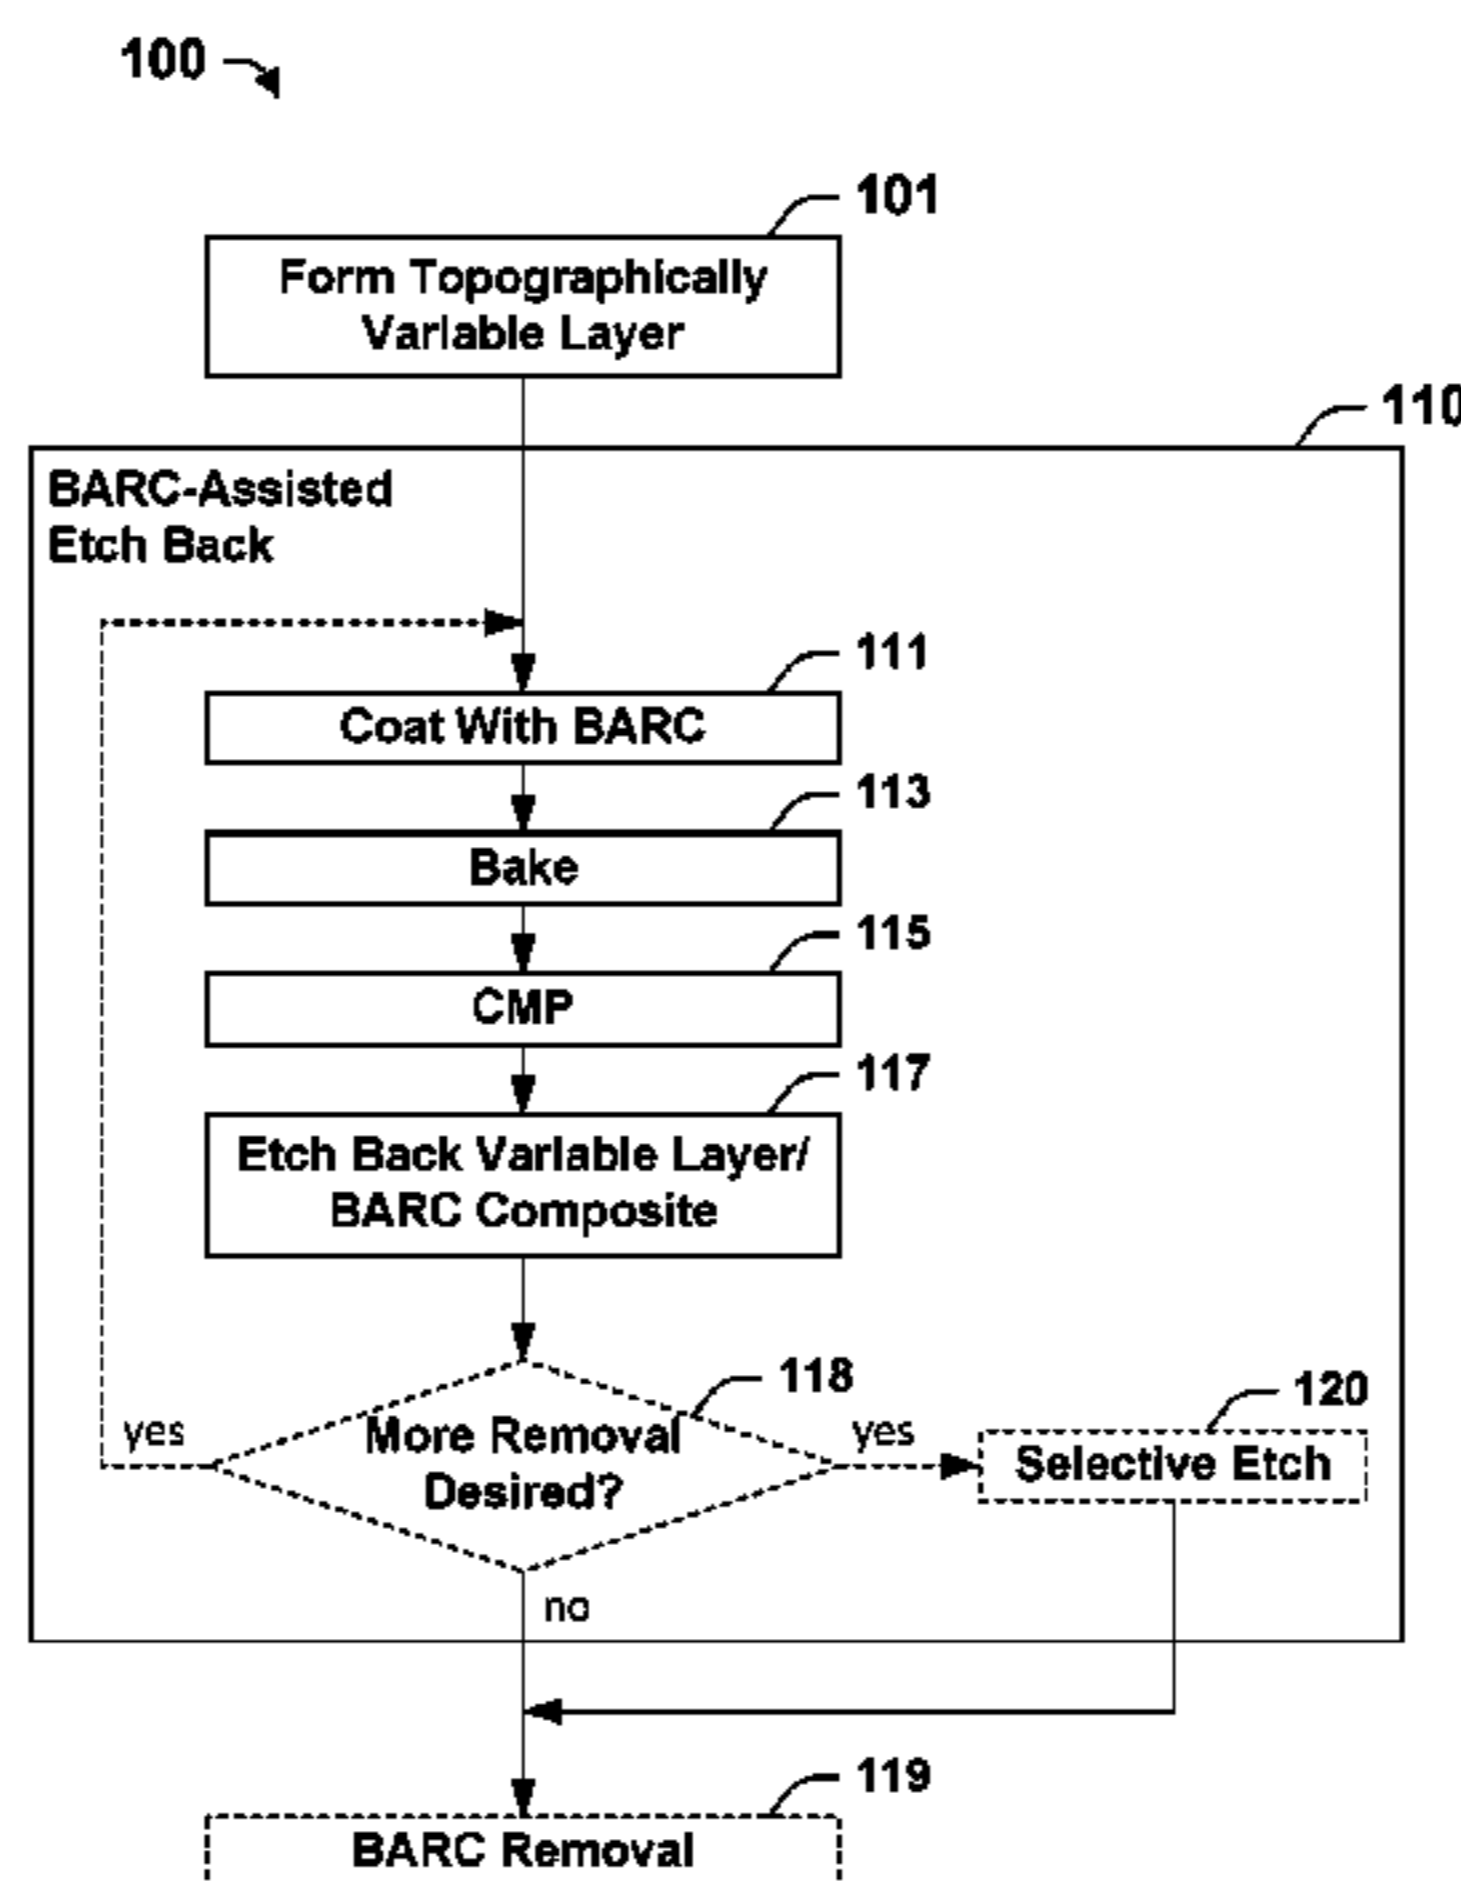 100
101
Form Topographically
Variable Layer
110
BARC-Assisted
Etch Back
111
Coat With BARC
113
Bake
115
CMP
117
Etch Back Variable Layer/
BARC Composite
118
More Removal
Desired?
yes
yes
120
Selective Etch
no
119
BARC Removal